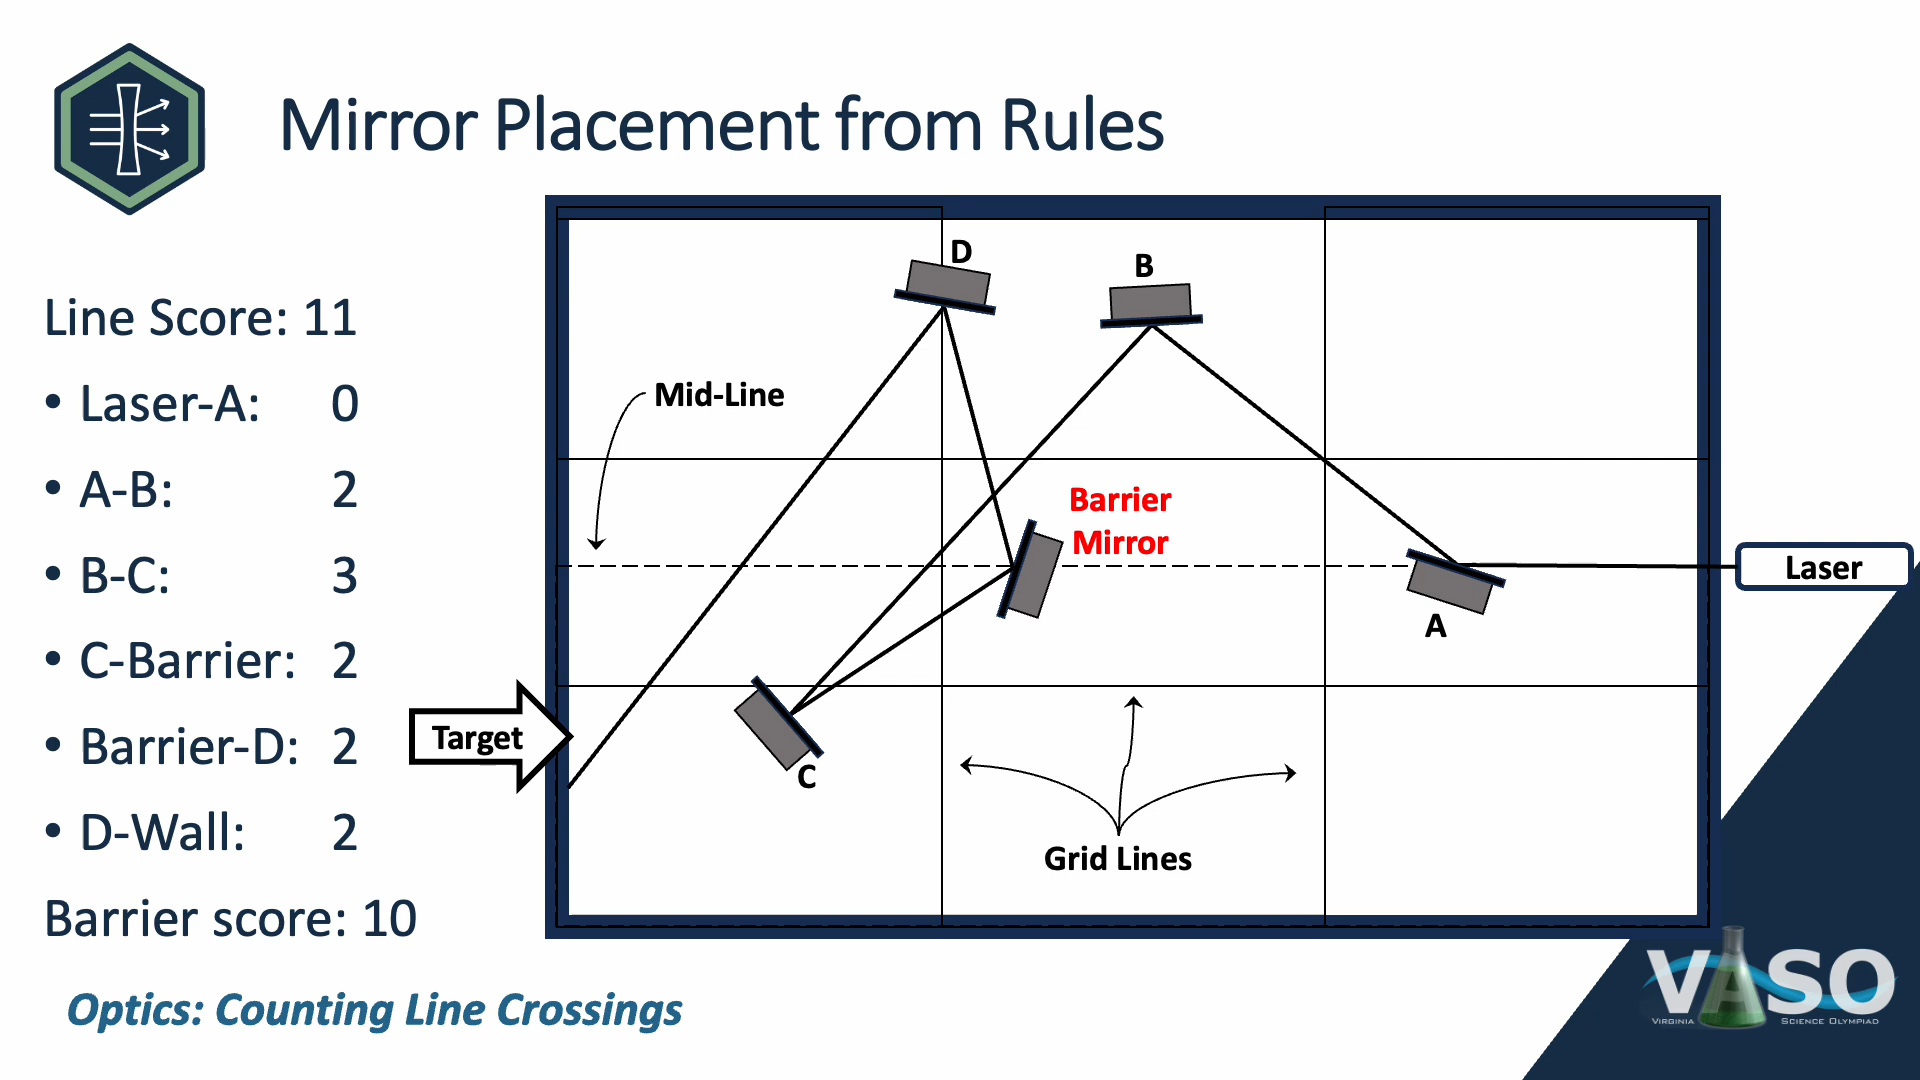 Mirror Placement from Rules
Line Score: 11
• Laser-A: 0
• A-B: 2
• B-C: 3
• C-Barrier: 2
• Barrier-D: 2
• D-Wall: 2
Barrier score: 10
Optics: Counting Line Crossings
D
B
Mid-Line
Barrier
Mirror
Laser
A
Target
C
Grid Lines
VASO
VIRGINIA SCIENCE OLYMPIAD